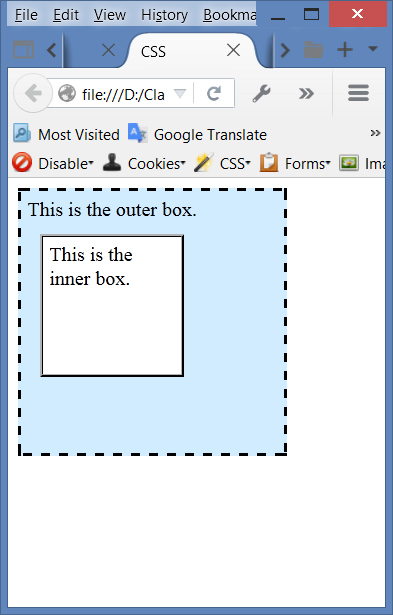 File Edit View History Bookma
CSS
file:///D:/Cla
Most Visited Google Translate »
Disable Cookies CSS Forms Ima
This is the outer box.
This is the
inner box.